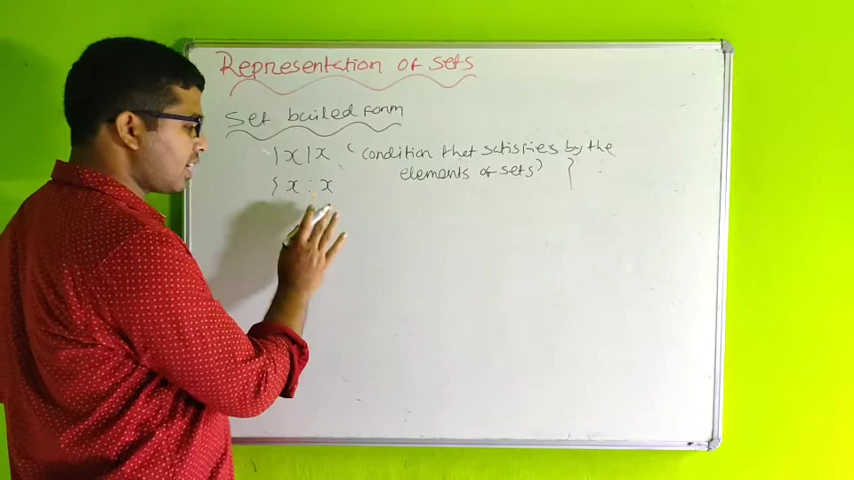 Representation of sets
Set builed form
{x|x (condition that satisfies by the
elements of sets) }
{ x : x